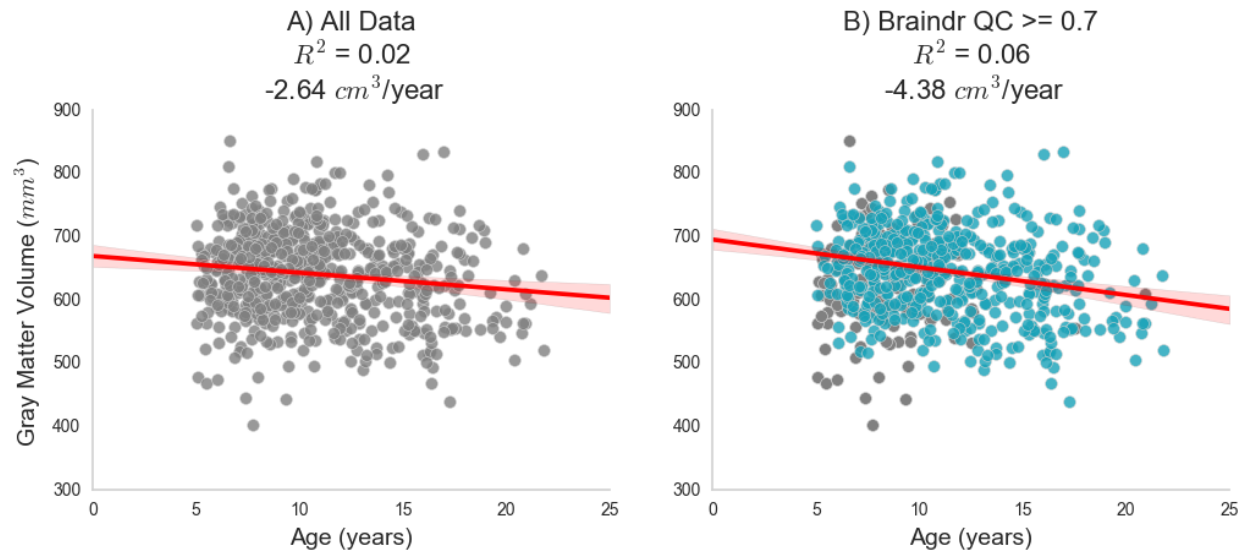 A) All Data
R² = 0.02
-2.64 cm³/year
900
800
700
600
500
400
300
0
5
10
15
20
25
Gray Matter Volume (mm³)
Age (years)
B) Braindr QC >= 0.7
R² = 0.06
-4.38 cm³/year
900
800
700
600
500
400
300
0
5
10
15
20
25
Age (years)